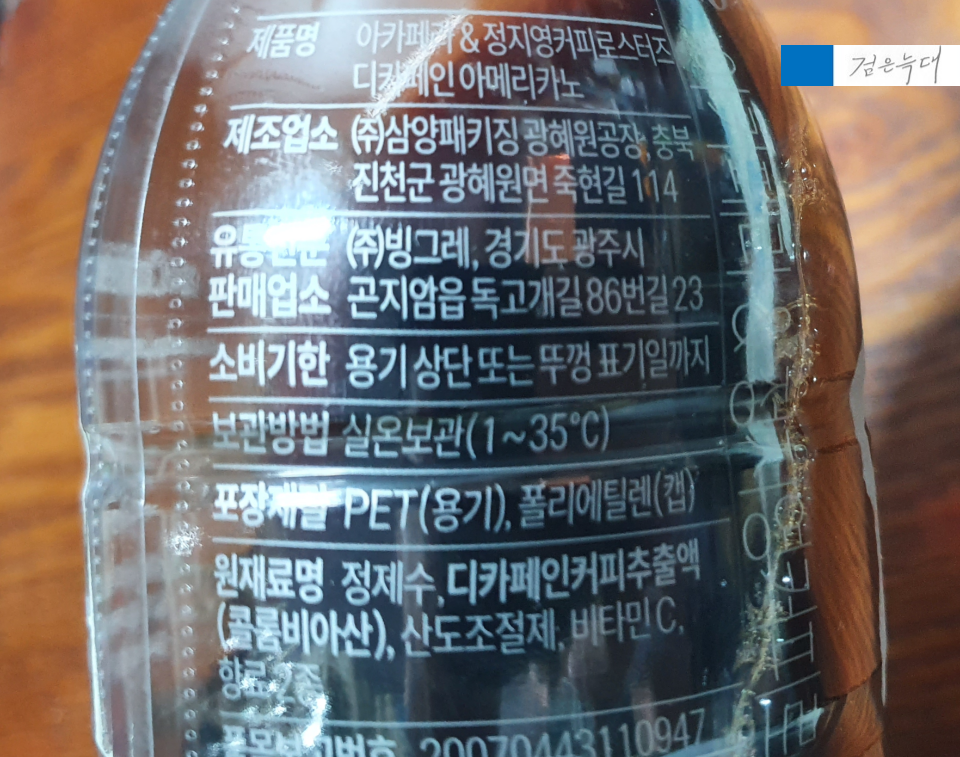 검은늑대
제품명 아카페라 & 정지영커피로스터즈
디카페인 아메리카노
제조업소 (주)삼양패키징 광혜원공장 충북
진천군 광혜원면 죽현길 114
유통전문 (주)빙그레, 경기도 광주시
판매업소 곤지암읍 독고개길 86번길 23
소비기한 용기 상단 또는 뚜껑 표기일까지
보관방법 실온보관(1~35℃)
포장재질 PET(용기), 폴리에틸렌(캡)
원재료명 정제수, 디카페인커피추출액
(콜롬비아산), 산도조절제, 비타민C,
향료2종
품목보고번호 20070443110947